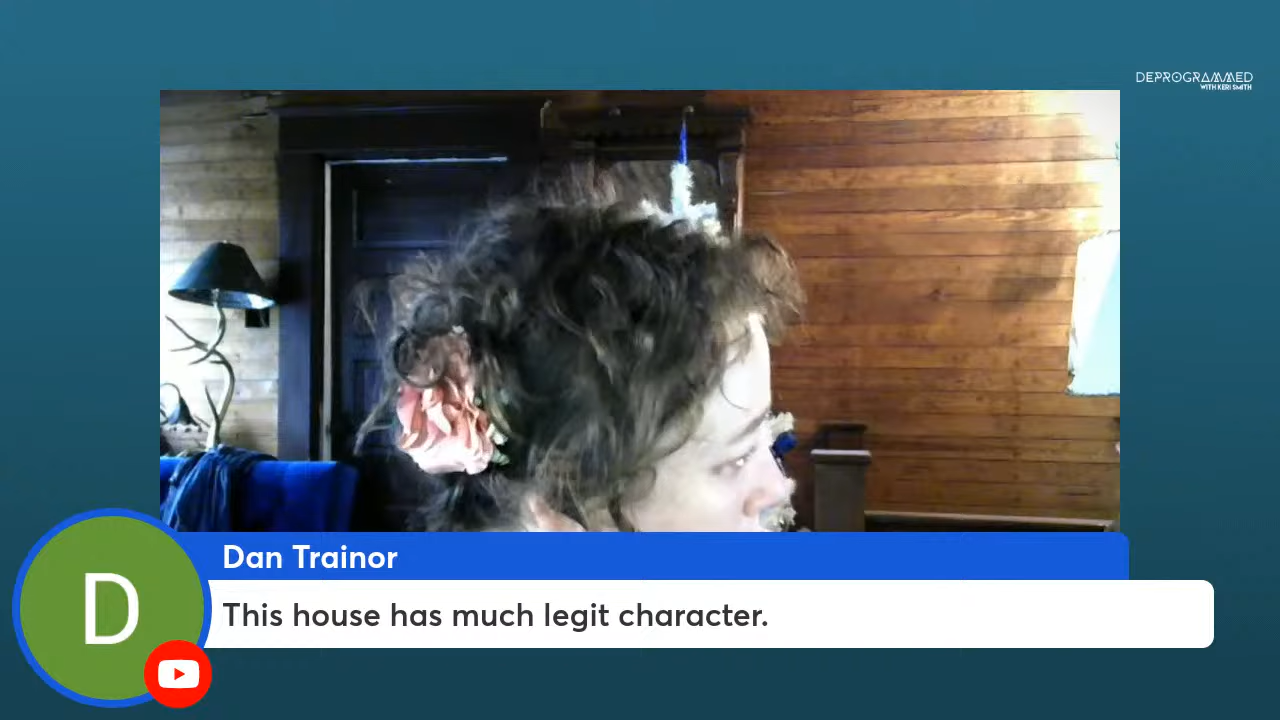 DEPROGRAMMED
WITH KERI SMITH
Dan Trainor
This house has much legit character.
D